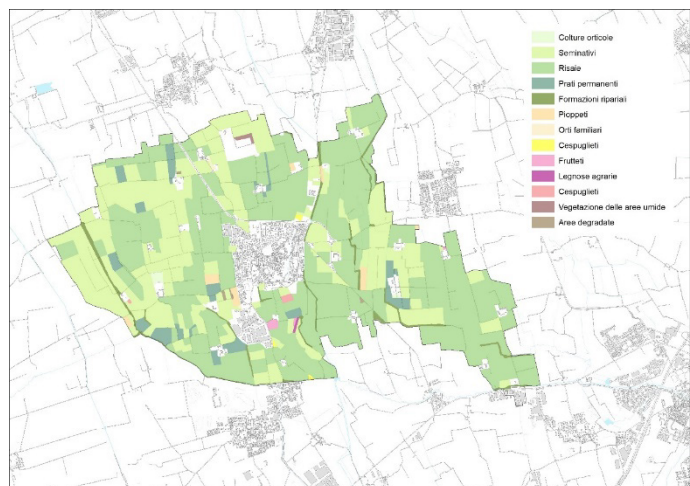 Colture orticole
Seminativi
Risaie
Prati permanenti
Formazioni ripariali
Pioppeti
Orti familiari
Cespuglieti
Frutteti
Legnose agrarie
Cespuglieti
Vegetazione delle aree umide
Aree degradate